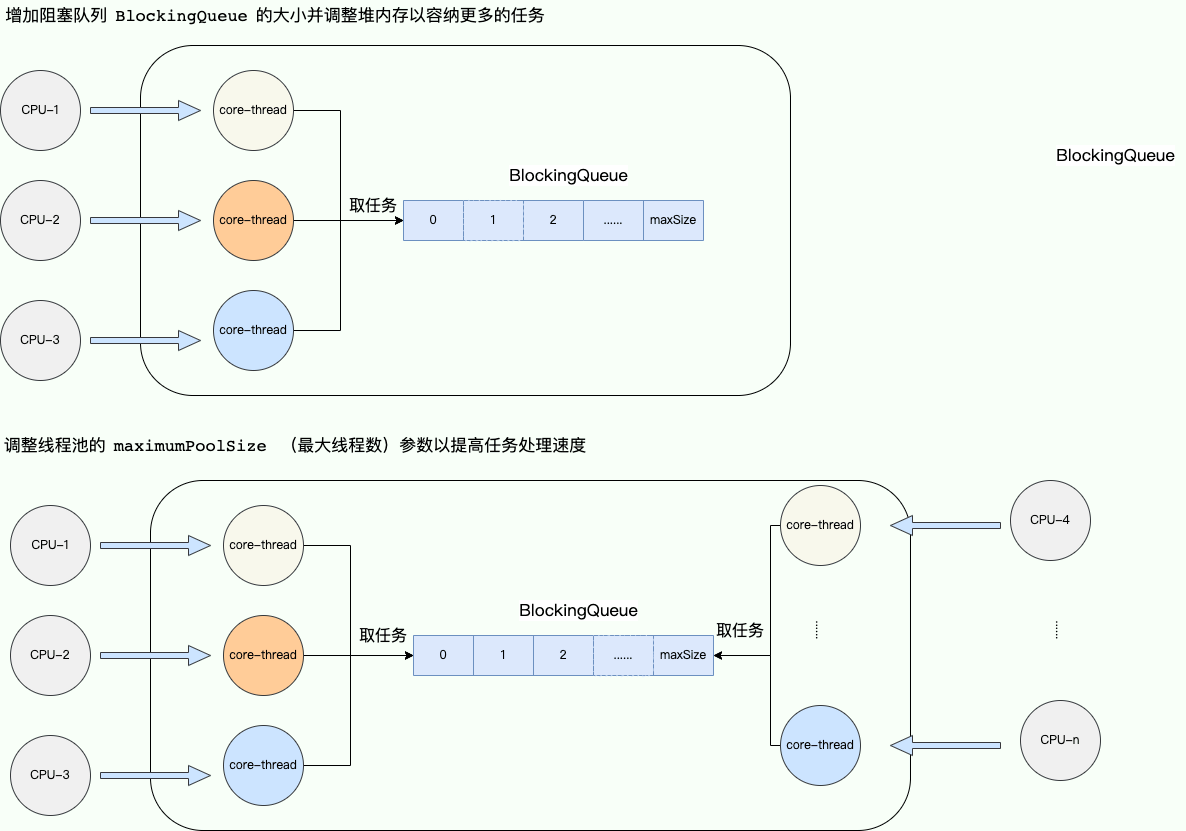 增加阻塞队列 BlockingQueue 的大小并调整堆内存以容纳更多的任务
CPU-1
core-thread
BlockingQueue
BlockingQueue
CPU-2
core-thread
取任务
0
1
2
......
maxSize
CPU-3
core-thread
调整线程池的 maximumPoolSize （最大线程数）参数以提高任务处理速度
CPU-1
core-thread
core-thread
CPU-4
BlockingQueue
CPU-2
core-thread
取任务
0
1
2
......
maxSize
取任务
......
......
CPU-3
core-thread
core-thread
CPU-n